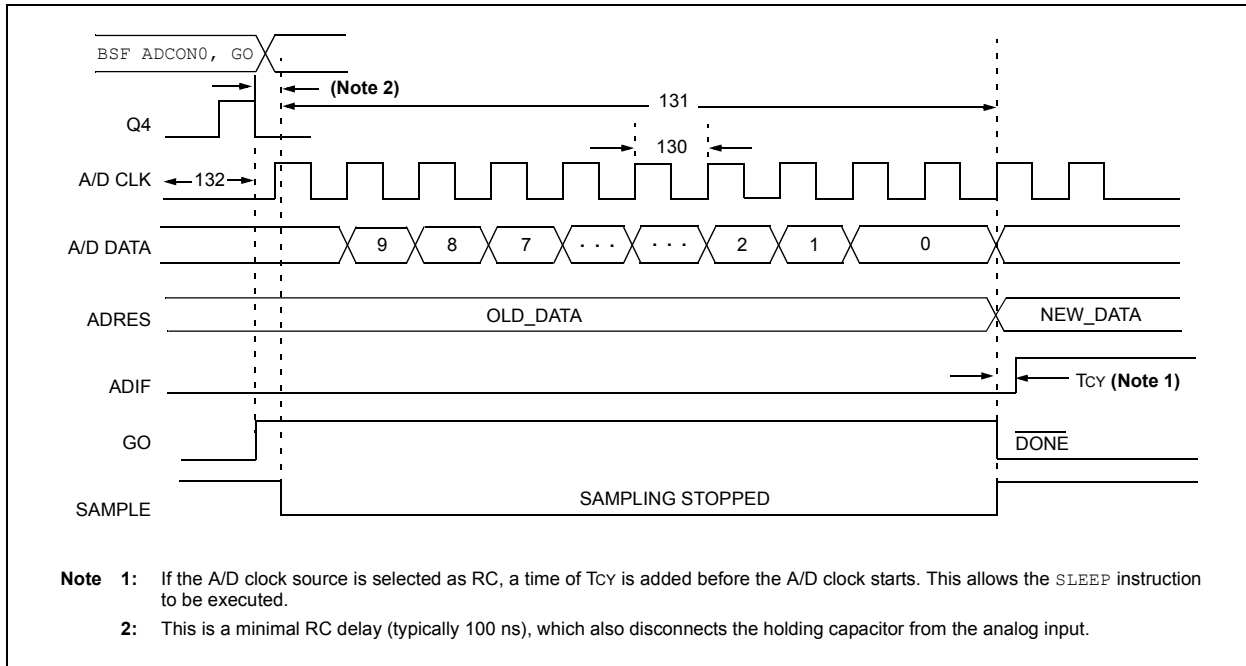 BSF ADCON0, GO
(Note 2)
131
Q4
130
A/D CLK
132
A/D DATA
9 8 7 . . . . . . 2 1 0
ADRES
OLD_DATA
NEW_DATA
ADIF
TCY (Note 1)
GO
DONE
SAMPLE
SAMPLING STOPPED
Note 1: If the A/D clock source is selected as RC, a time of TCY is added before the A/D clock starts. This allows the SLEEP instruction
to be executed.
2: This is a minimal RC delay (typically 100 ns), which also disconnects the holding capacitor from the analog input.